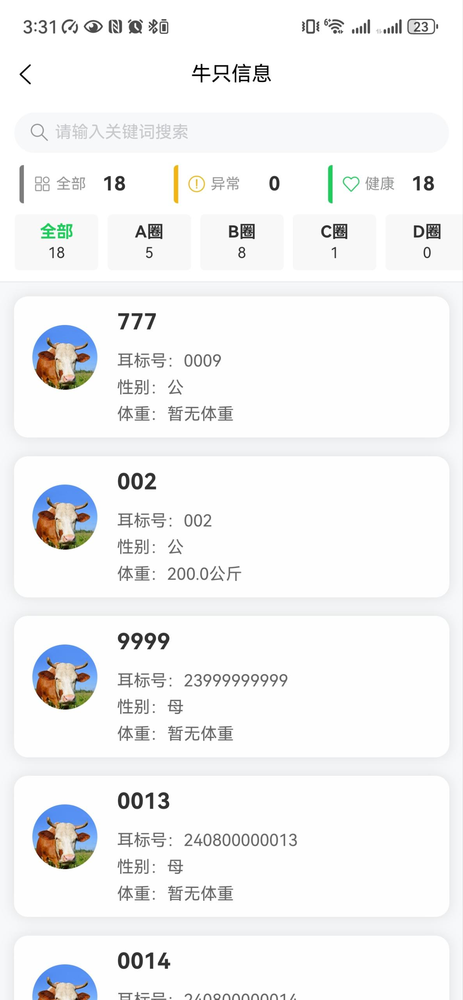 3:31 6+ 23
牛只信息
请输入关键词搜索
全部 18 异常 0 健康 18
全部 A圈 B圈 C圈 D圈
18 5 8 1 0
777
耳标号：0009
性别：公
体重：暂无体重
002
耳标号：002
性别：公
体重：200.0公斤
9999
耳标号：23999999999
性别：母
体重：暂无体重
0013
耳标号：240800000013
性别：母
体重：暂无体重
0014
耳标号：240800000014